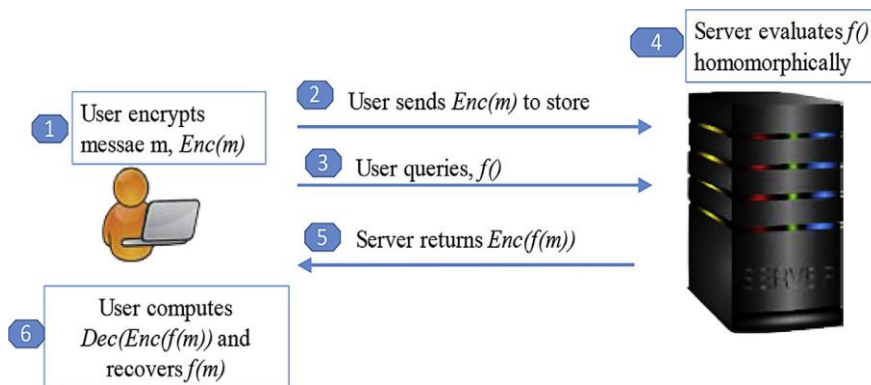 1
User encrypts
messae m, Enc(m)
2
User sends Enc(m) to store
3
User queries, f()
4
Server evaluates f()
homomorphically
5
Server returns Enc(f(m))
6
User computes
Dec(Enc(f(m)) and
recovers f(m)
SERVER